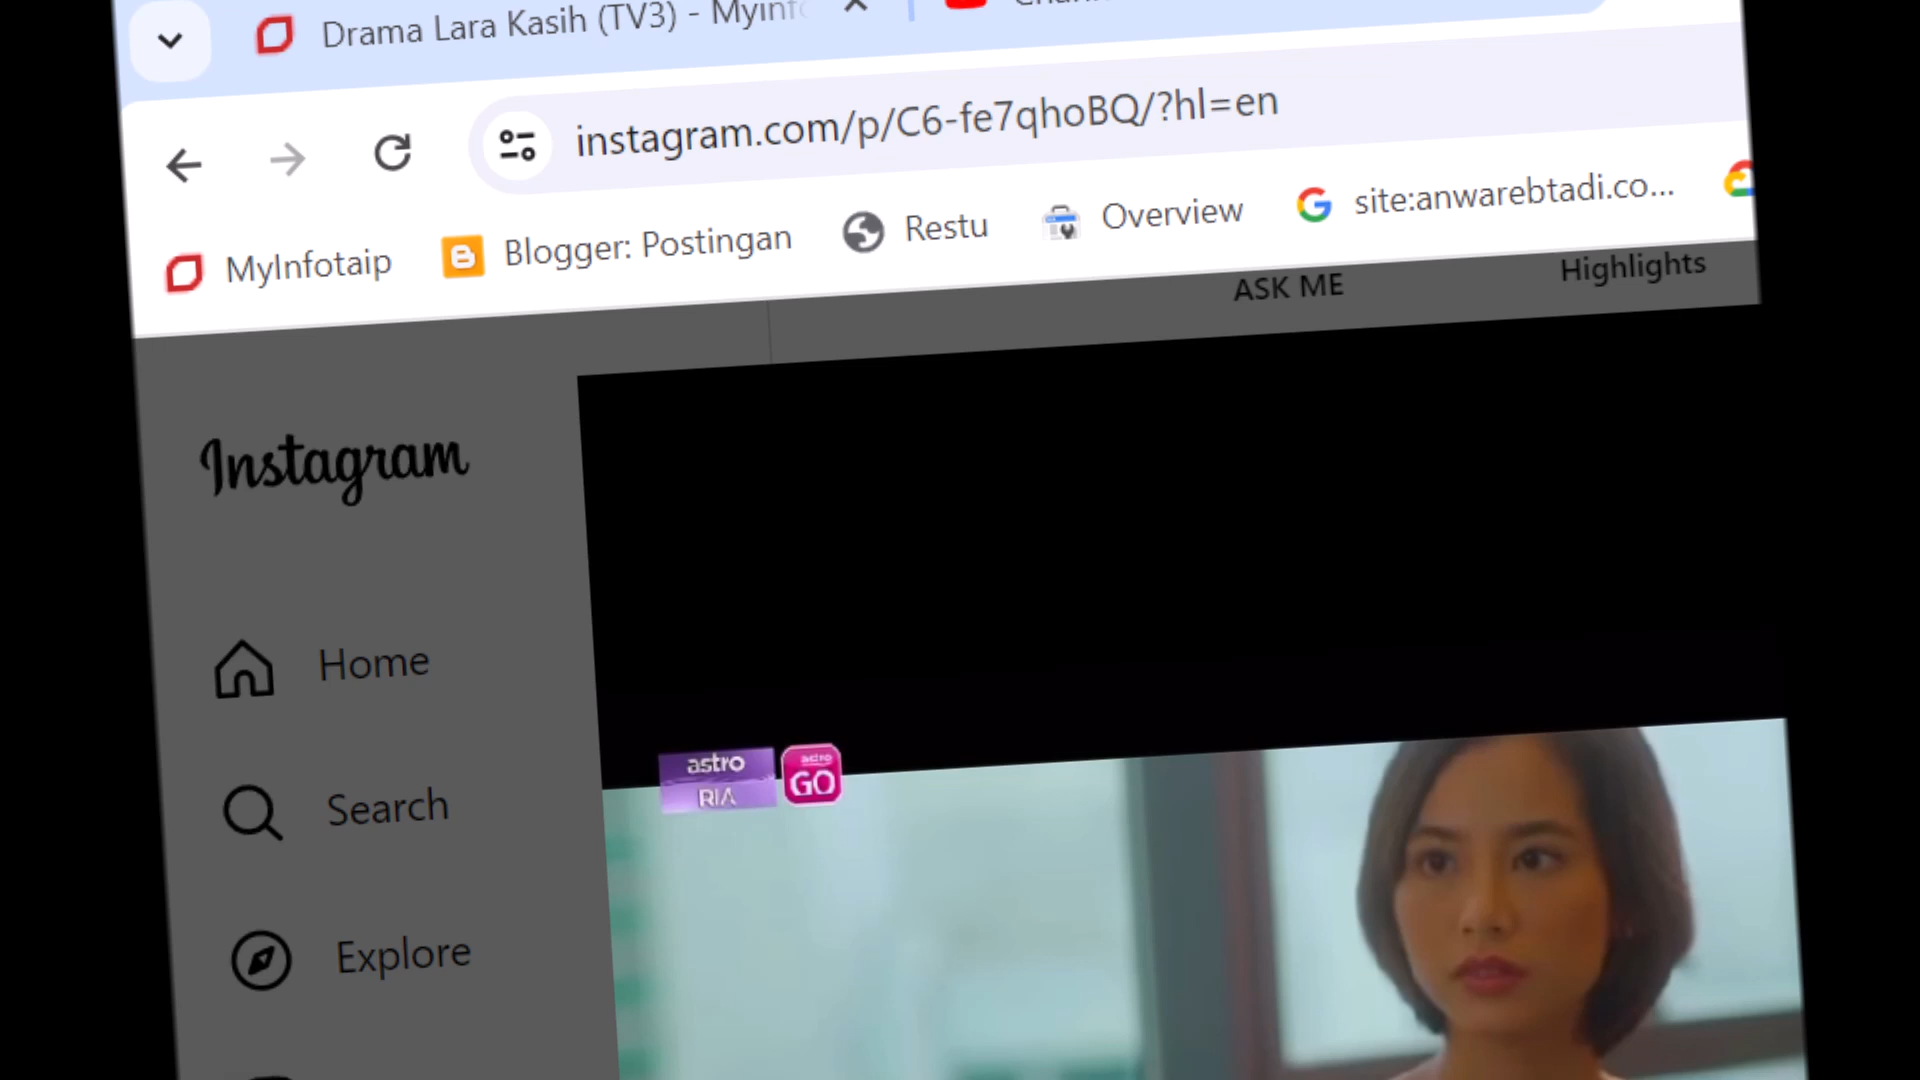 Drama Lara Kasih (TV3) - Myinf
instagram.com/p/C6-fe7qhoBQ/?hl=en
MyInfotaip
Blogger: Postingan
Restu
Overview
site:anwarebtadi.co...
ASK ME
Highlights
Instagram
Home
Search
Explore
astro
RIA
astro
GO